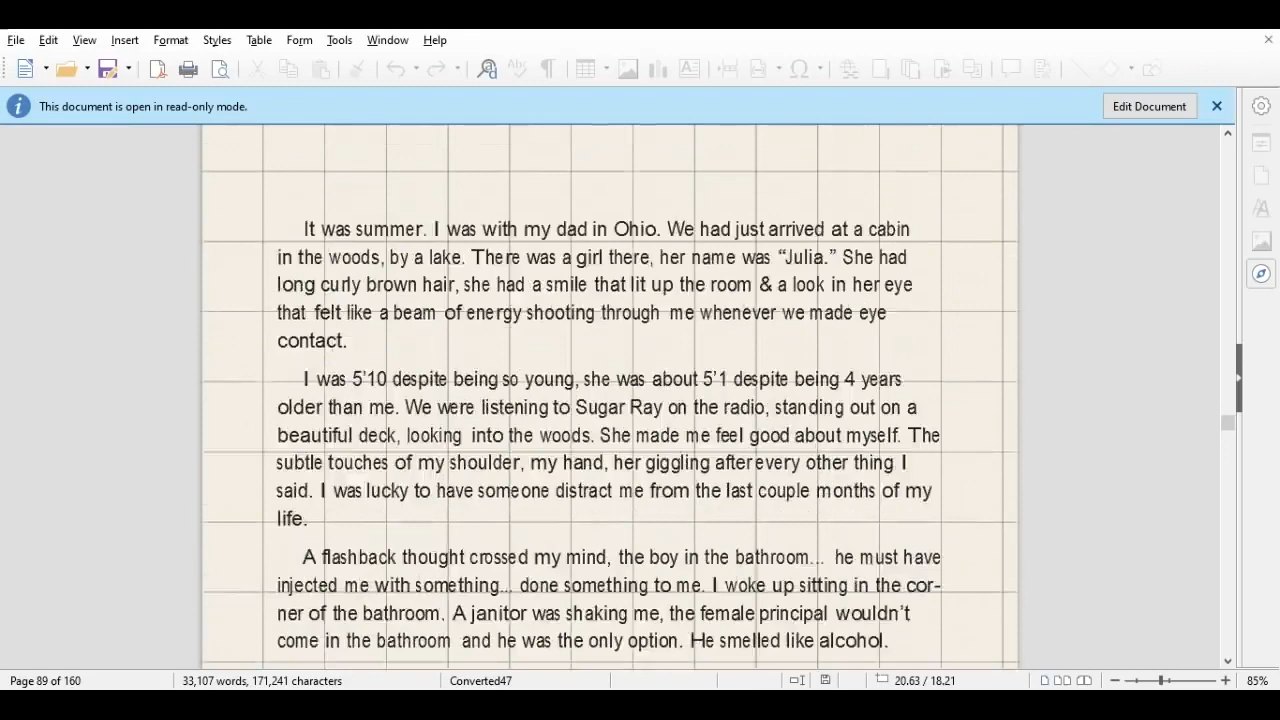 File Edit View Insert Format Styles Table Form Tools Window Help
This document is open in read-only mode.
Edit Document
It was summer. I was with my dad in Ohio. We had just arrived at a cabin
in the woods, by a lake. There was a girl there, her name was “Julia.” She had
long curly brown hair, she had a smile that lit up the room & a look in her eye
that felt like a beam of energy shooting through me whenever we made eye
contact.
I was 5’10 despite being so young, she was about 5’1 despite being 4 years
older than me. We were listening to Sugar Ray on the radio, standing out on a
beautiful deck, looking into the woods. She made me feel good about myself. The
subtle touches of my shoulder, my hand, her giggling after every other thing I
said. I was lucky to have someone distract me from the last couple months of my
life.
A flashback thought crossed my mind, the boy in the bathroom... he must have
injected me with something... done something to me. I woke up sitting in the cor-
ner of the bathroom. A janitor was shaking me, the female principal wouldn’t
come in the bathroom and he was the only option. He smelled like alcohol.
Page 89 of 160
33,107 words, 171,241 characters
Converted47
20.63 / 18.21
85%